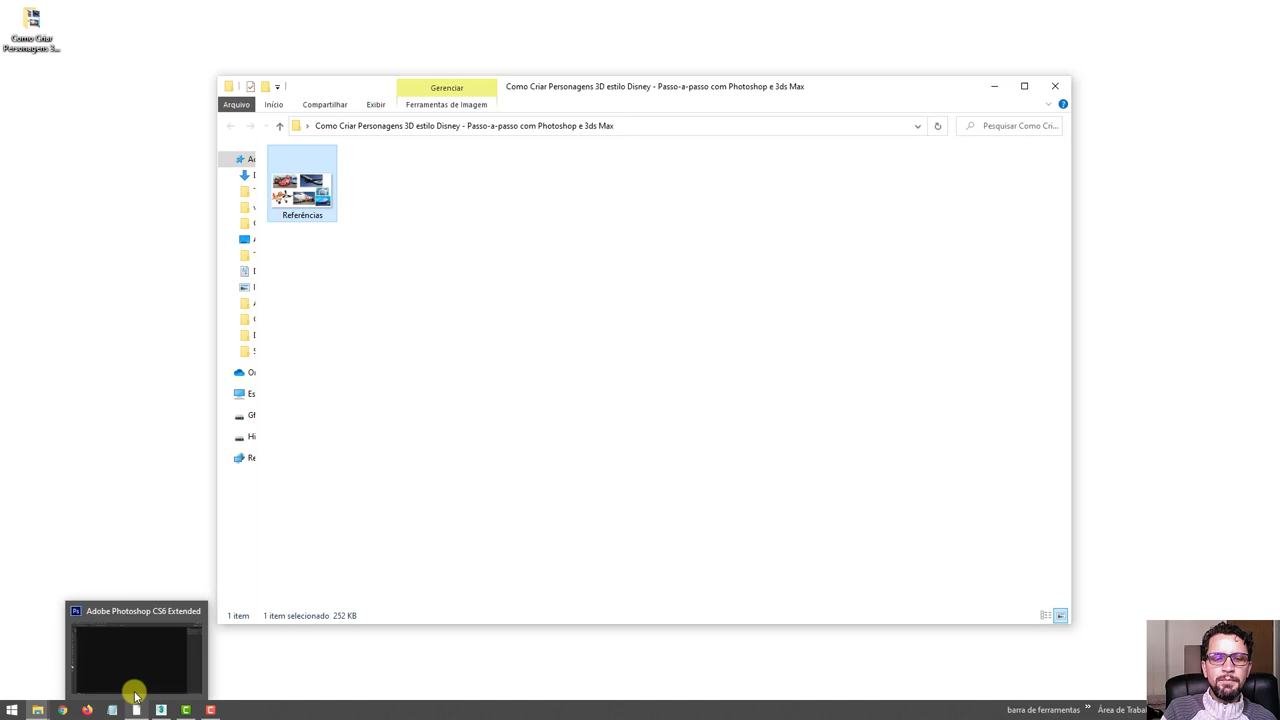 Como Criar
Personagens 3...
Gerenciar
Como Criar Personagens 3D estilo Disney - Passo-a-passo com Photoshop e 3ds Max
Arquivo
Início
Compartilhar
Exibir
Ferramentas de Imagem
Como Criar Personagens 3D estilo Disney - Passo-a-passo com Photoshop e 3ds Max
Pesquisar Como Cri...
Referências
1 item
1 item selecionado 252 KB
Adobe Photoshop CS6 Extended
barra de ferramentas
Área de Trabal